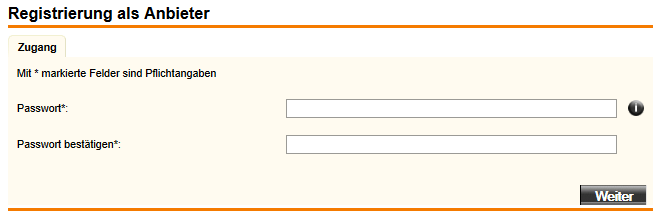 Registrierung als Anbieter
Zugang
Mit * markierte Felder sind Pflichtangaben
Passwort*:
i
Passwort bestätigen*:
Weiter